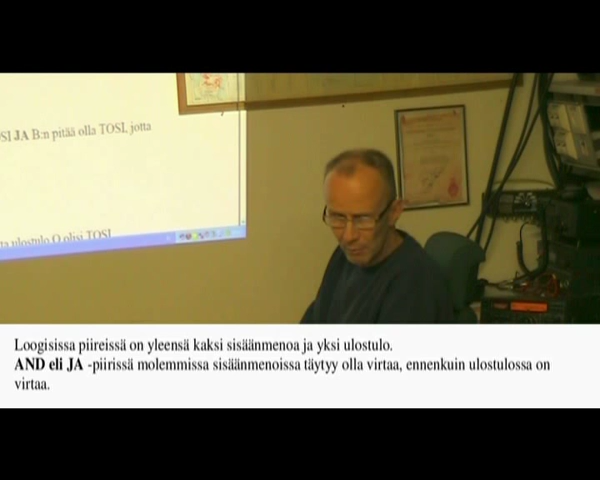 SI JA B:n pitää olla TOSI, jotta
ta ulostulo Q olisi TOSI
Loogisissa piireissä on yleensä kaksi sisäänmenoa ja yksi ulostulo.
AND eli JA -piirissä molemmissa sisäänmenoissa täytyy olla virtaa, ennenkuin ulostulossa on
virtaa.